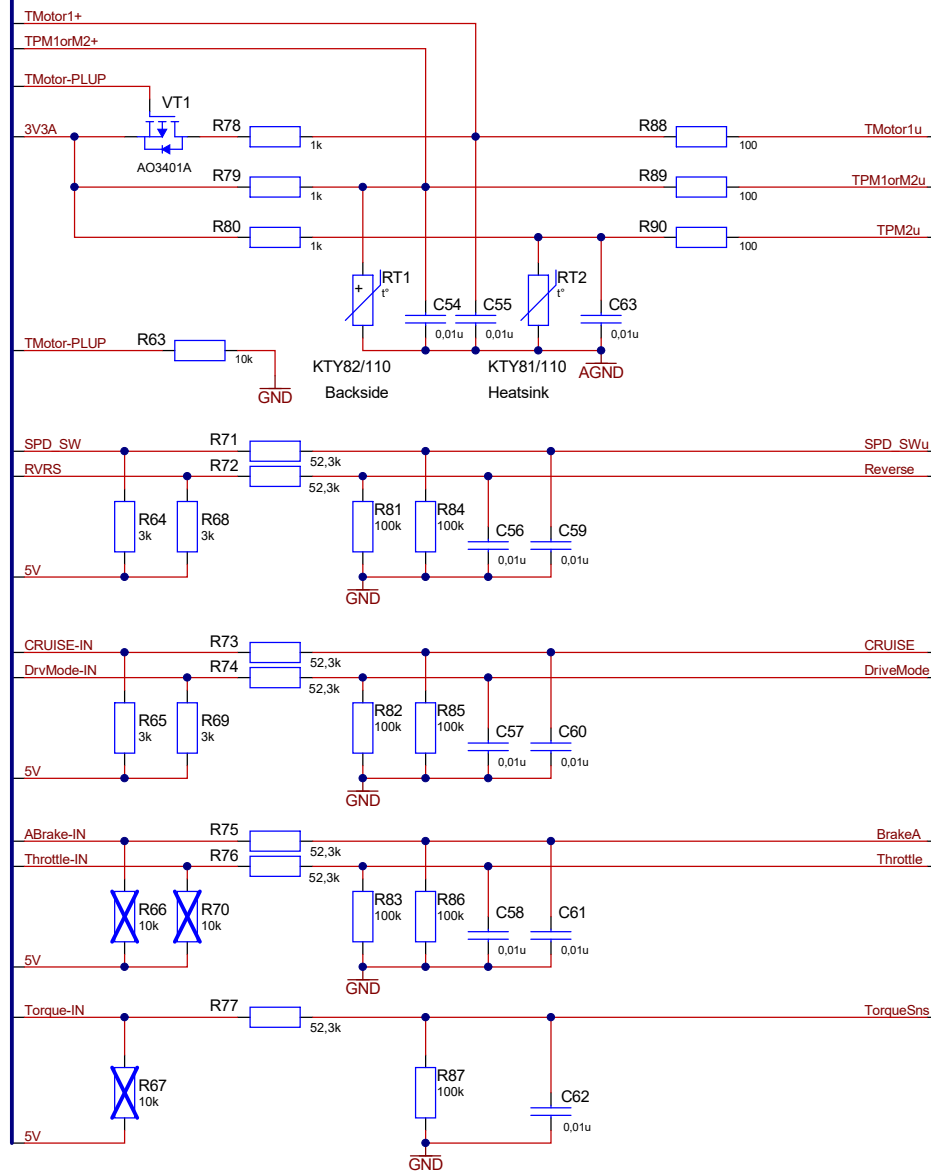 TMotor1+
TPM1orM2+
TMotor-PLUP
VT1
3V3A
R78
R88
TMotor1u
1k
100
AO3401A
R79
R89
TPM1orM2u
1k
100
R80
R90
TPM2u
1k
100
+
RT1
t°
RT2
t°
C54
C55
C63
0,01u
0,01u
0,01u
TMotor-PLUP
R63
10k
GND
KTY82/110
Backside
KTY81/110
Heatsink
AGND
SPD_SW
R71
SPD_SWu
52,3k
RVRS
R72
Reverse
52,3k
R64
3k
R68
3k
R81
100k
R84
100k
C56
C59
0,01u
0,01u
5V
GND
CRUISE-IN
R73
CRUISE
52,3k
DrvMode-IN
R74
DriveMode
52,3k
R65
3k
R69
3k
R82
100k
R85
100k
C57
C60
0,01u
0,01u
5V
GND
ABrake-IN
R75
BrakeA
52,3k
Throttle-IN
R76
Throttle
52,3k
R66
10k
R70
10k
R83
100k
R86
100k
C58
C61
0,01u
0,01u
5V
GND
Torque-IN
R77
TorqueSns
52,3k
R67
10k
R87
100k
C62
0,01u
5V
GND